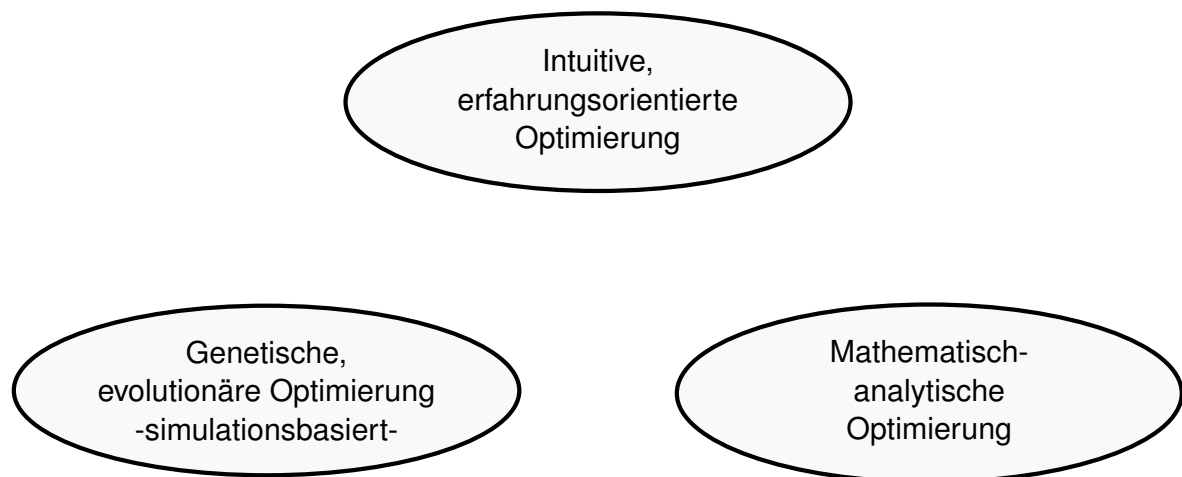 Intuitive,
erfahrungsorientierte
Optimierung
Genetische,
evolutionäre Optimierung
-simulationsbasiert-
Mathematisch-
analytische
Optimierung